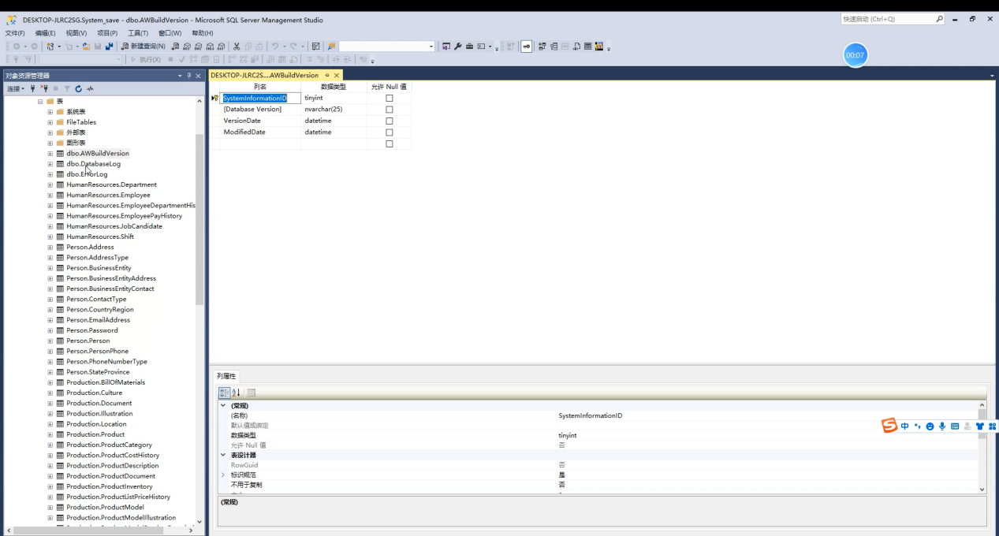 DESKTOP-JLRC2SG.System_save - dbo.AWBuildVersion - Microsoft SQL Server Management Studio
快速启动 (Ctrl+Q)
文件(F) 编辑(E) 视图(V) 项目(P) 工具(T) 窗口(W) 帮助(H)
新建查询(N)
执行(X)
00:07
对象资源管理器
连接
表
系统表
FileTables
外部表
图形表
dbo.AWBuildVersion
dbo.DatabaseLog
dbo.ErrorLog
HumanResources.Department
HumanResources.Employee
HumanResources.EmployeeDepartmentHis
HumanResources.EmployeePayHistory
HumanResources.JobCandidate
HumanResources.Shift
Person.Address
Person.AddressType
Person.BusinessEntity
Person.BusinessEntityAddress
Person.BusinessEntityContact
Person.ContactType
Person.CountryRegion
Person.EmailAddress
Person.Password
Person.Person
Person.PersonPhone
Person.PhoneNumberType
Person.StateProvince
Production.BillOfMaterials
Production.Culture
Production.Document
Production.Illustration
Production.Location
Production.Product
Production.ProductCategory
Production.ProductCostHistory
Production.ProductDescription
Production.ProductDocument
Production.ProductInventory
Production.ProductListPriceHistory
Production.ProductModel
Production.ProductModelIllustration
DESKTOP-JLRC2S....AWBuildVersion
列名 数据类型 允许 Null 值
SystemInformationID tinyint
[Database Version] nvarchar(25)
VersionDate datetime
ModifiedDate datetime
列属性
(常规)
(名称) SystemInformationID
默认值或绑定
数据类型 tinyint
允许 Null 值 否
表设计器
RowGuid 否
标识规范 是
不用于复制 否
(常规)
中